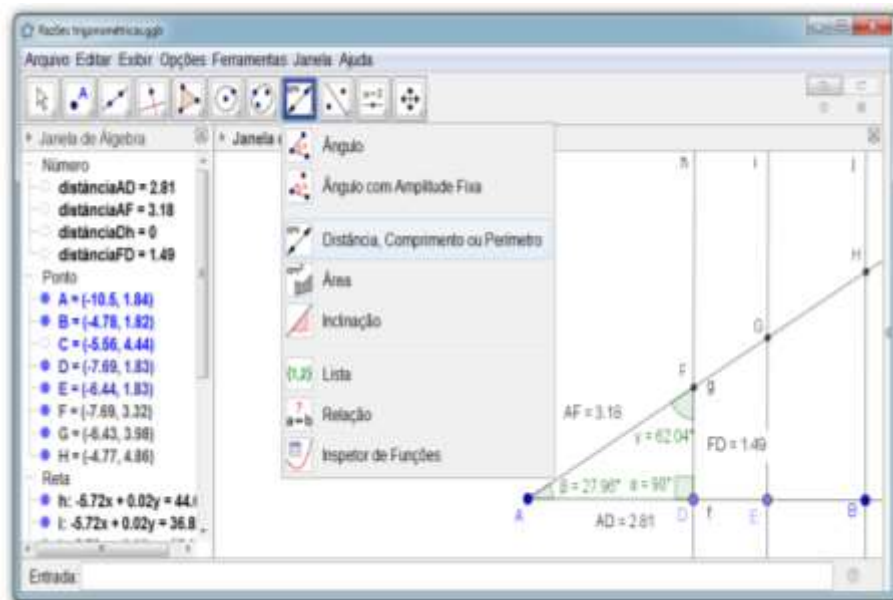 Razões trigonométricas.ggb
Arquivo Editar Exibir Opções Ferramentas Janela Ajuda
A
a=2
Janela de Álgebra
Janela
Número
distânciaAD = 2.81
distânciaAF = 3.18
distânciaDh = 0
distânciaFD = 1.49
Ponto
A = (-10.5, 1.84)
B = (-4.78, 1.82)
C = (-5.56, 4.44)
D = (-7.69, 1.83)
E = (-6.44, 1.83)
F = (-7.69, 3.32)
G = (-6.43, 3.98)
H = (-4.77, 4.86)
Reta
h: -5.72x + 0.02y = 44.
i: -5.72x + 0.02y = 36.8
Entrada:
Ângulo
Ângulo com Amplitude Fixa
cm
Distância, Comprimento ou Perímetro
cm²
Área
Inclinação
{1,2} Lista
?
a=b
Relação
Inspetor de Funções
h i j
H
G
F
g
AF = 3.18
γ = 62.04°
FD = 1.49
β = 27.96° α = 90°
A D f E B
AD = 2.81